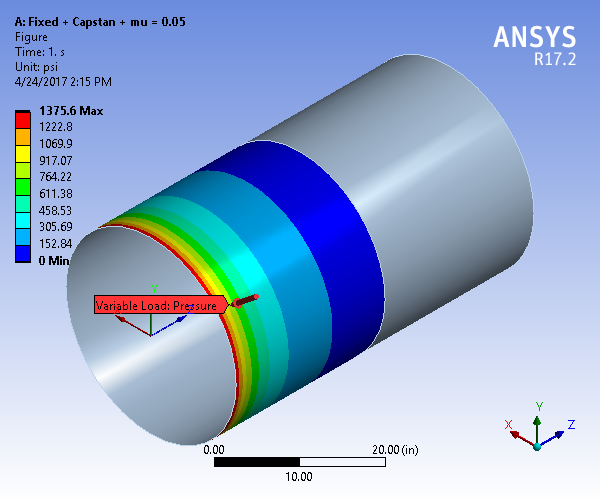 A: Fixed + Capstan + mu = 0.05
Figure
Time: 1. s
Unit: psi
4/24/2017 2:15 PM
ANSYS
R17.2
1375.6 Max
1222.8
1069.9
917.07
764.22
611.38
458.53
305.69
152.84
0 Min
Y
Variable Load: Pressure
Y
X
Z
0.00
20.00 (in)
10.00